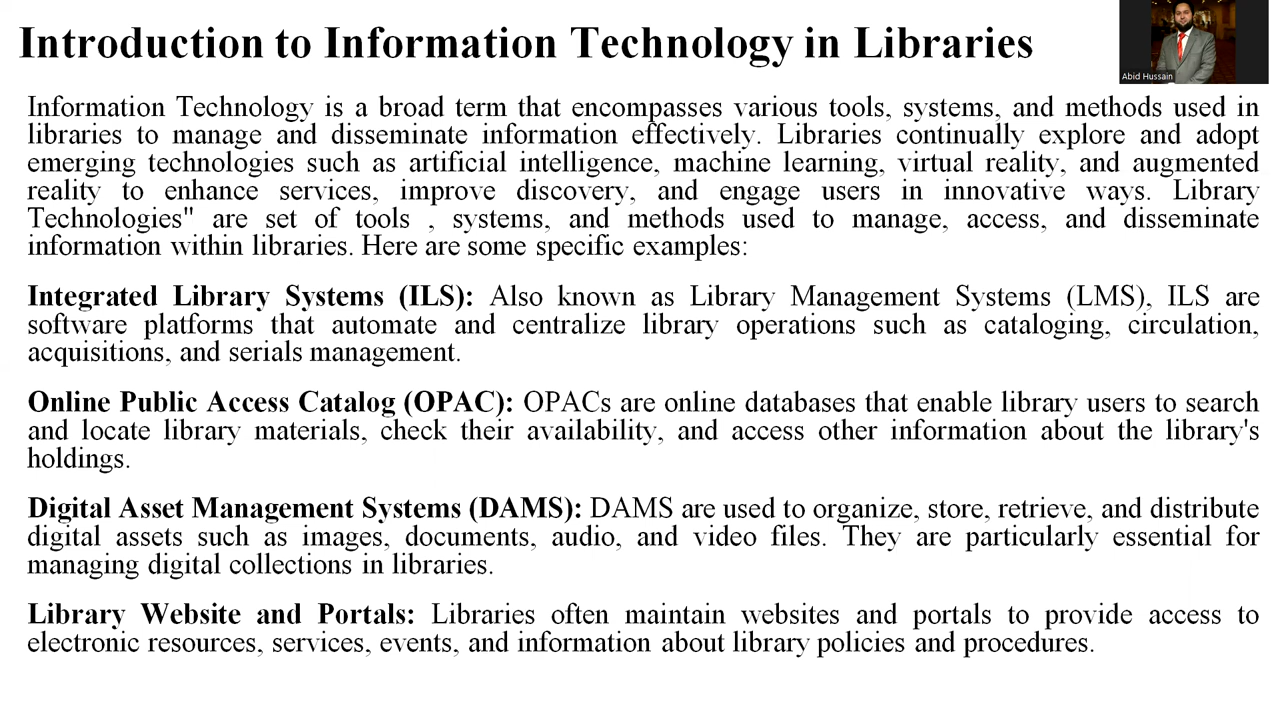 Introduction to Information Technology in Libraries
Abid Hussain
Information Technology is a broad term that encompasses various tools, systems, and methods used in
libraries to manage and disseminate information effectively. Libraries continually explore and adopt
emerging technologies such as artificial intelligence, machine learning, virtual reality, and augmented
reality to enhance services, improve discovery, and engage users in innovative ways. Library
Technologies" are set of tools , systems, and methods used to manage, access, and disseminate
information within libraries. Here are some specific examples:
Integrated Library Systems (ILS): Also known as Library Management Systems (LMS), ILS are
software platforms that automate and centralize library operations such as cataloging, circulation,
acquisitions, and serials management.
Online Public Access Catalog (OPAC): OPACs are online databases that enable library users to search
and locate library materials, check their availability, and access other information about the library's
holdings.
Digital Asset Management Systems (DAMS): DAMS are used to organize, store, retrieve, and distribute
digital assets such as images, documents, audio, and video files. They are particularly essential for
managing digital collections in libraries.
Library Website and Portals: Libraries often maintain websites and portals to provide access to
electronic resources, services, events, and information about library policies and procedures.